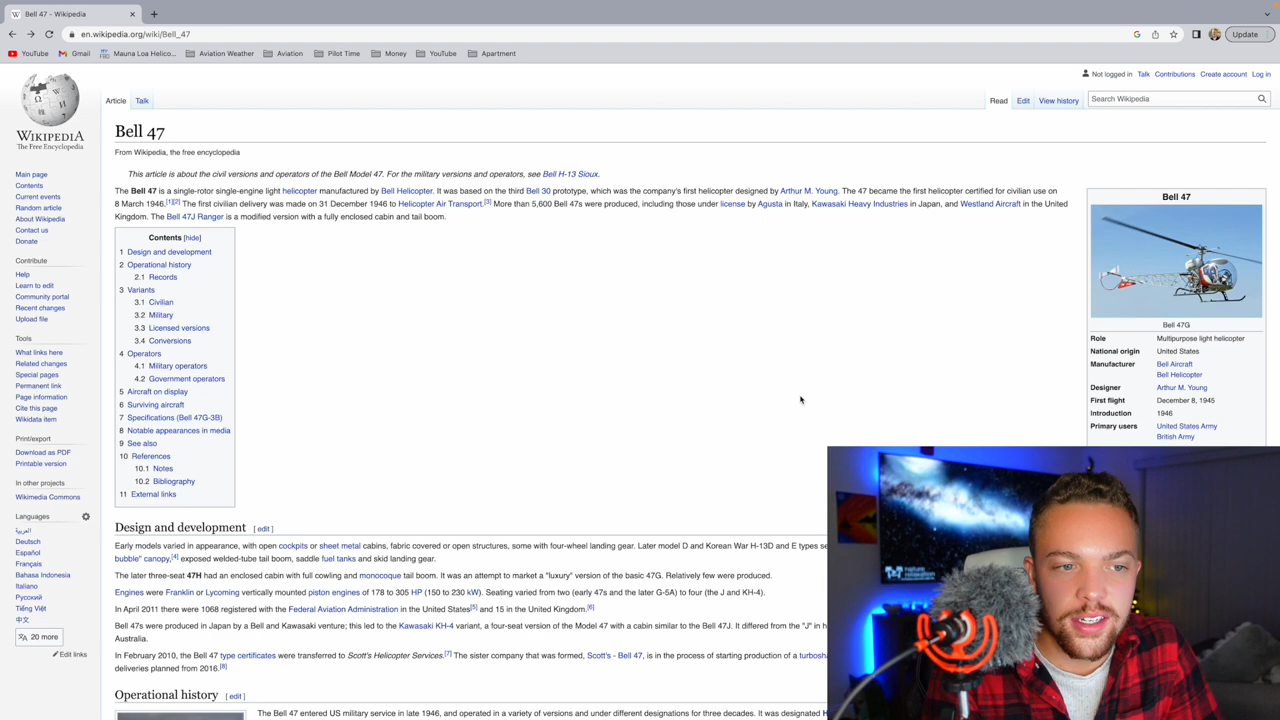 Bell 47 - Wikipedia
en.wikipedia.org/wiki/Bell_47
Update
YouTube
Gmail
Mauna Loa Helico...
Aviation Weather
Aviation
Pilot Time
Money
YouTube
Apartment
Not logged in Talk Contributions Create account Log in
WIKIPEDIA
The Free Encyclopedia
Article Talk
Read Edit View history
Search Wikipedia
Main page
Contents
Current events
Random article
About Wikipedia
Contact us
Donate
Contribute
Help
Learn to edit
Community portal
Recent changes
Upload file
Tools
What links here
Related changes
Special pages
Permanent link
Page information
Cite this page
Wikidata item
Print/export
Download as PDF
Printable version
In other projects
Wikimedia Commons
Languages
العربية
Deutsch
Español
Français
Bahasa Indonesia
Italiano
Русский
Tiếng Việt
中文
20 more
Edit links
Bell 47
From Wikipedia, the free encyclopedia
This article is about the civil versions and operators of the Bell Model 47. For the military versions and operators, see Bell H-13 Sioux.
The Bell 47 is a single-rotor single-engine light helicopter manufactured by Bell Helicopter. It was based on the third Bell 30 prototype, which was the company's first helicopter designed by Arthur M. Young. The 47 became the first helicopter certified for civilian use on
8 March 1946.[1][2] The first civilian delivery was made on 31 December 1946 to Helicopter Air Transport.[3] More than 5,600 Bell 47s were produced, including those under license by Agusta in Italy, Kawasaki Heavy Industries in Japan, and Westland Aircraft in the United
Kingdom. The Bell 47J Ranger is a modified version with a fully enclosed cabin and tail boom.
Contents [hide]
1 Design and development
2 Operational history
2.1 Records
3 Variants
3.1 Civilian
3.2 Military
3.3 Licensed versions
3.4 Conversions
4 Operators
4.1 Military operators
4.2 Government operators
5 Aircraft on display
6 Surviving aircraft
7 Specifications (Bell 47G-3B)
8 Notable appearances in media
9 See also
10 References
10.1 Notes
10.2 Bibliography
11 External links
Bell 47
Bell 47G
Role Multipurpose light helicopter
National origin United States
Manufacturer Bell Aircraft
Bell Helicopter
Designer Arthur M. Young
First flight December 8, 1945
Introduction 1946
Primary users United States Army
British Army
Design and development [ edit ]
Early models varied in appearance, with open cockpits or sheet metal cabins, fabric covered or open structures, some with four-wheel landing gear. Later model D and Korean War H-13D and E types
bubble" canopy,[4] exposed welded-tube tail boom, saddle fuel tanks and skid landing gear.
The later three-seat 47H had an enclosed cabin with full cowling and monocoque tail boom. It was an attempt to market a "luxury" version of the basic 47G. Relatively few were produced.
Engines were Franklin or Lycoming vertically mounted piston engines of 178 to 305 HP (150 to 230 kW). Seating varied from two (early 47s and the later G-5A) to four (the J and KH-4).
In April 2011 there were 1068 registered with the Federal Aviation Administration in the United States[5] and 15 in the United Kingdom.[6]
Bell 47s were produced in Japan by a Bell and Kawasaki venture; this led to the Kawasaki KH-4 variant, a four-seat version of the Model 47 with a cabin similar to the Bell 47J. It differed from the "J" in
Australia.
In February 2010, the Bell 47 type certificates were transferred to Scott's Helicopter Services.[7] The sister company that was formed, Scott's - Bell 47, is in the process of starting production of a
deliveries planned from 2016.[8]
Operational history [ edit ]
The Bell 47 entered US military service in late 1946, and operated in a variety of versions and under different designations for three decades. It was designated